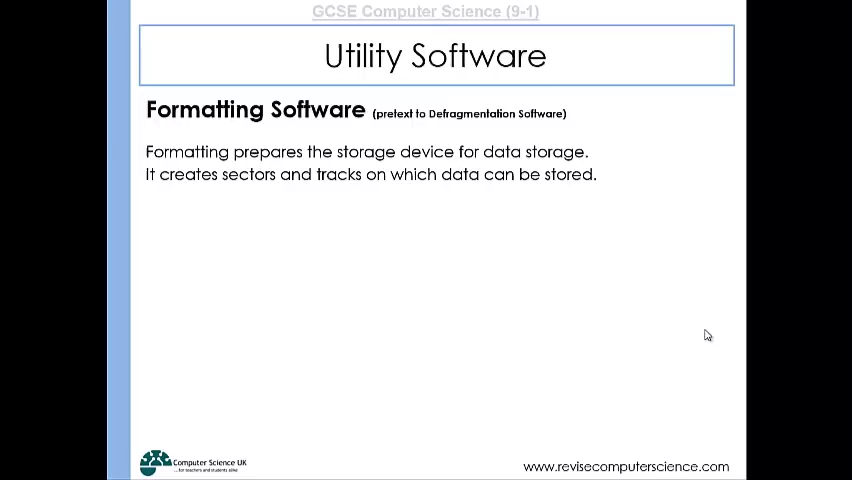 GCSE Computer Science (9-1)
Utility Software
Formatting Software (pretext to Defragmentation Software)
Formatting prepares the storage device for data storage.
It creates sectors and tracks on which data can be stored.
Computer Science UK
...for teachers and students alike
www.revisecomputerscience.com